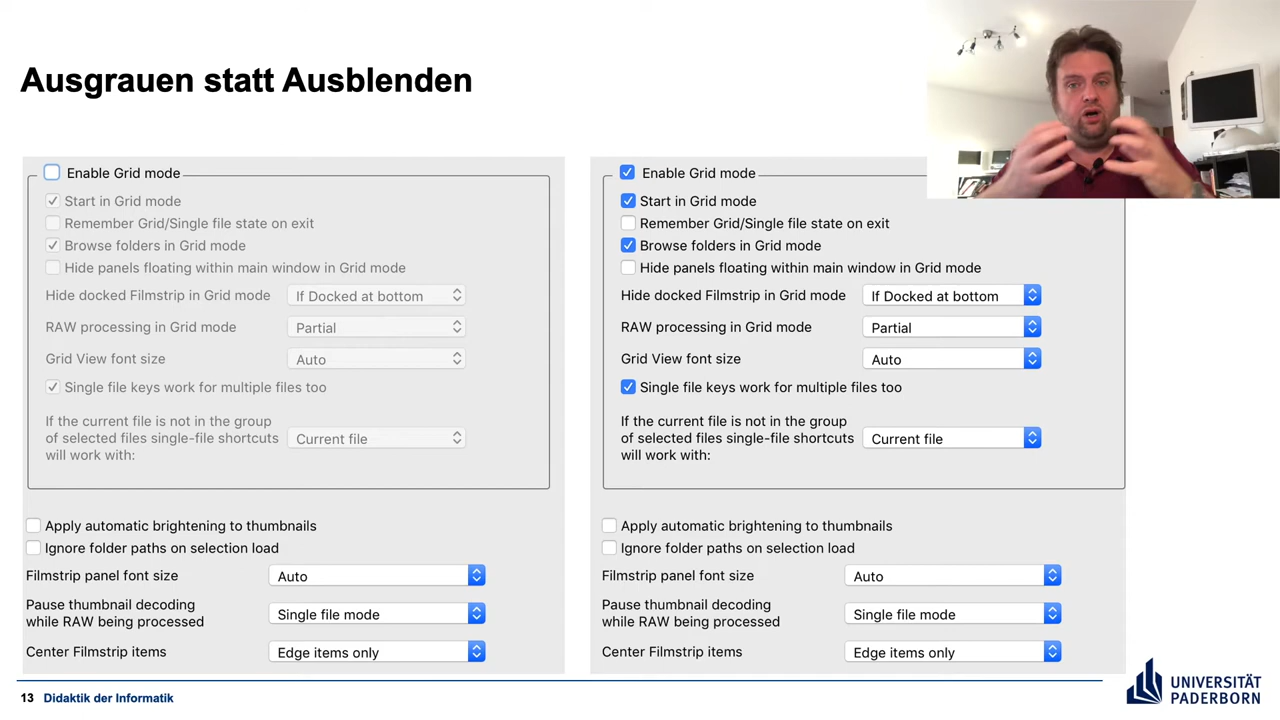 Ausgrauen statt Ausblenden
Enable Grid mode
Start in Grid mode
Remember Grid/Single file state on exit
Browse folders in Grid mode
Hide panels floating within main window in Grid mode
Hide docked Filmstrip in Grid mode If Docked at bottom
RAW processing in Grid mode Partial
Grid View font size Auto
Single file keys work for multiple files too
If the current file is not in the group
of selected files single-file shortcuts Current file
will work with:
Apply automatic brightening to thumbnails
Ignore folder paths on selection load
Filmstrip panel font size Auto
Pause thumbnail decoding
while RAW being processed Single file mode
Center Filmstrip items Edge items only
Enable Grid mode
Start in Grid mode
Remember Grid/Single file state on exit
Browse folders in Grid mode
Hide panels floating within main window in Grid mode
Hide docked Filmstrip in Grid mode If Docked at bottom
RAW processing in Grid mode Partial
Grid View font size Auto
Single file keys work for multiple files too
If the current file is not in the group
of selected files single-file shortcuts Current file
will work with:
Apply automatic brightening to thumbnails
Ignore folder paths on selection load
Filmstrip panel font size Auto
Pause thumbnail decoding
while RAW being processed Single file mode
Center Filmstrip items Edge items only
13 Didaktik der Informatik
UNIVERSITÄT
PADERBORN